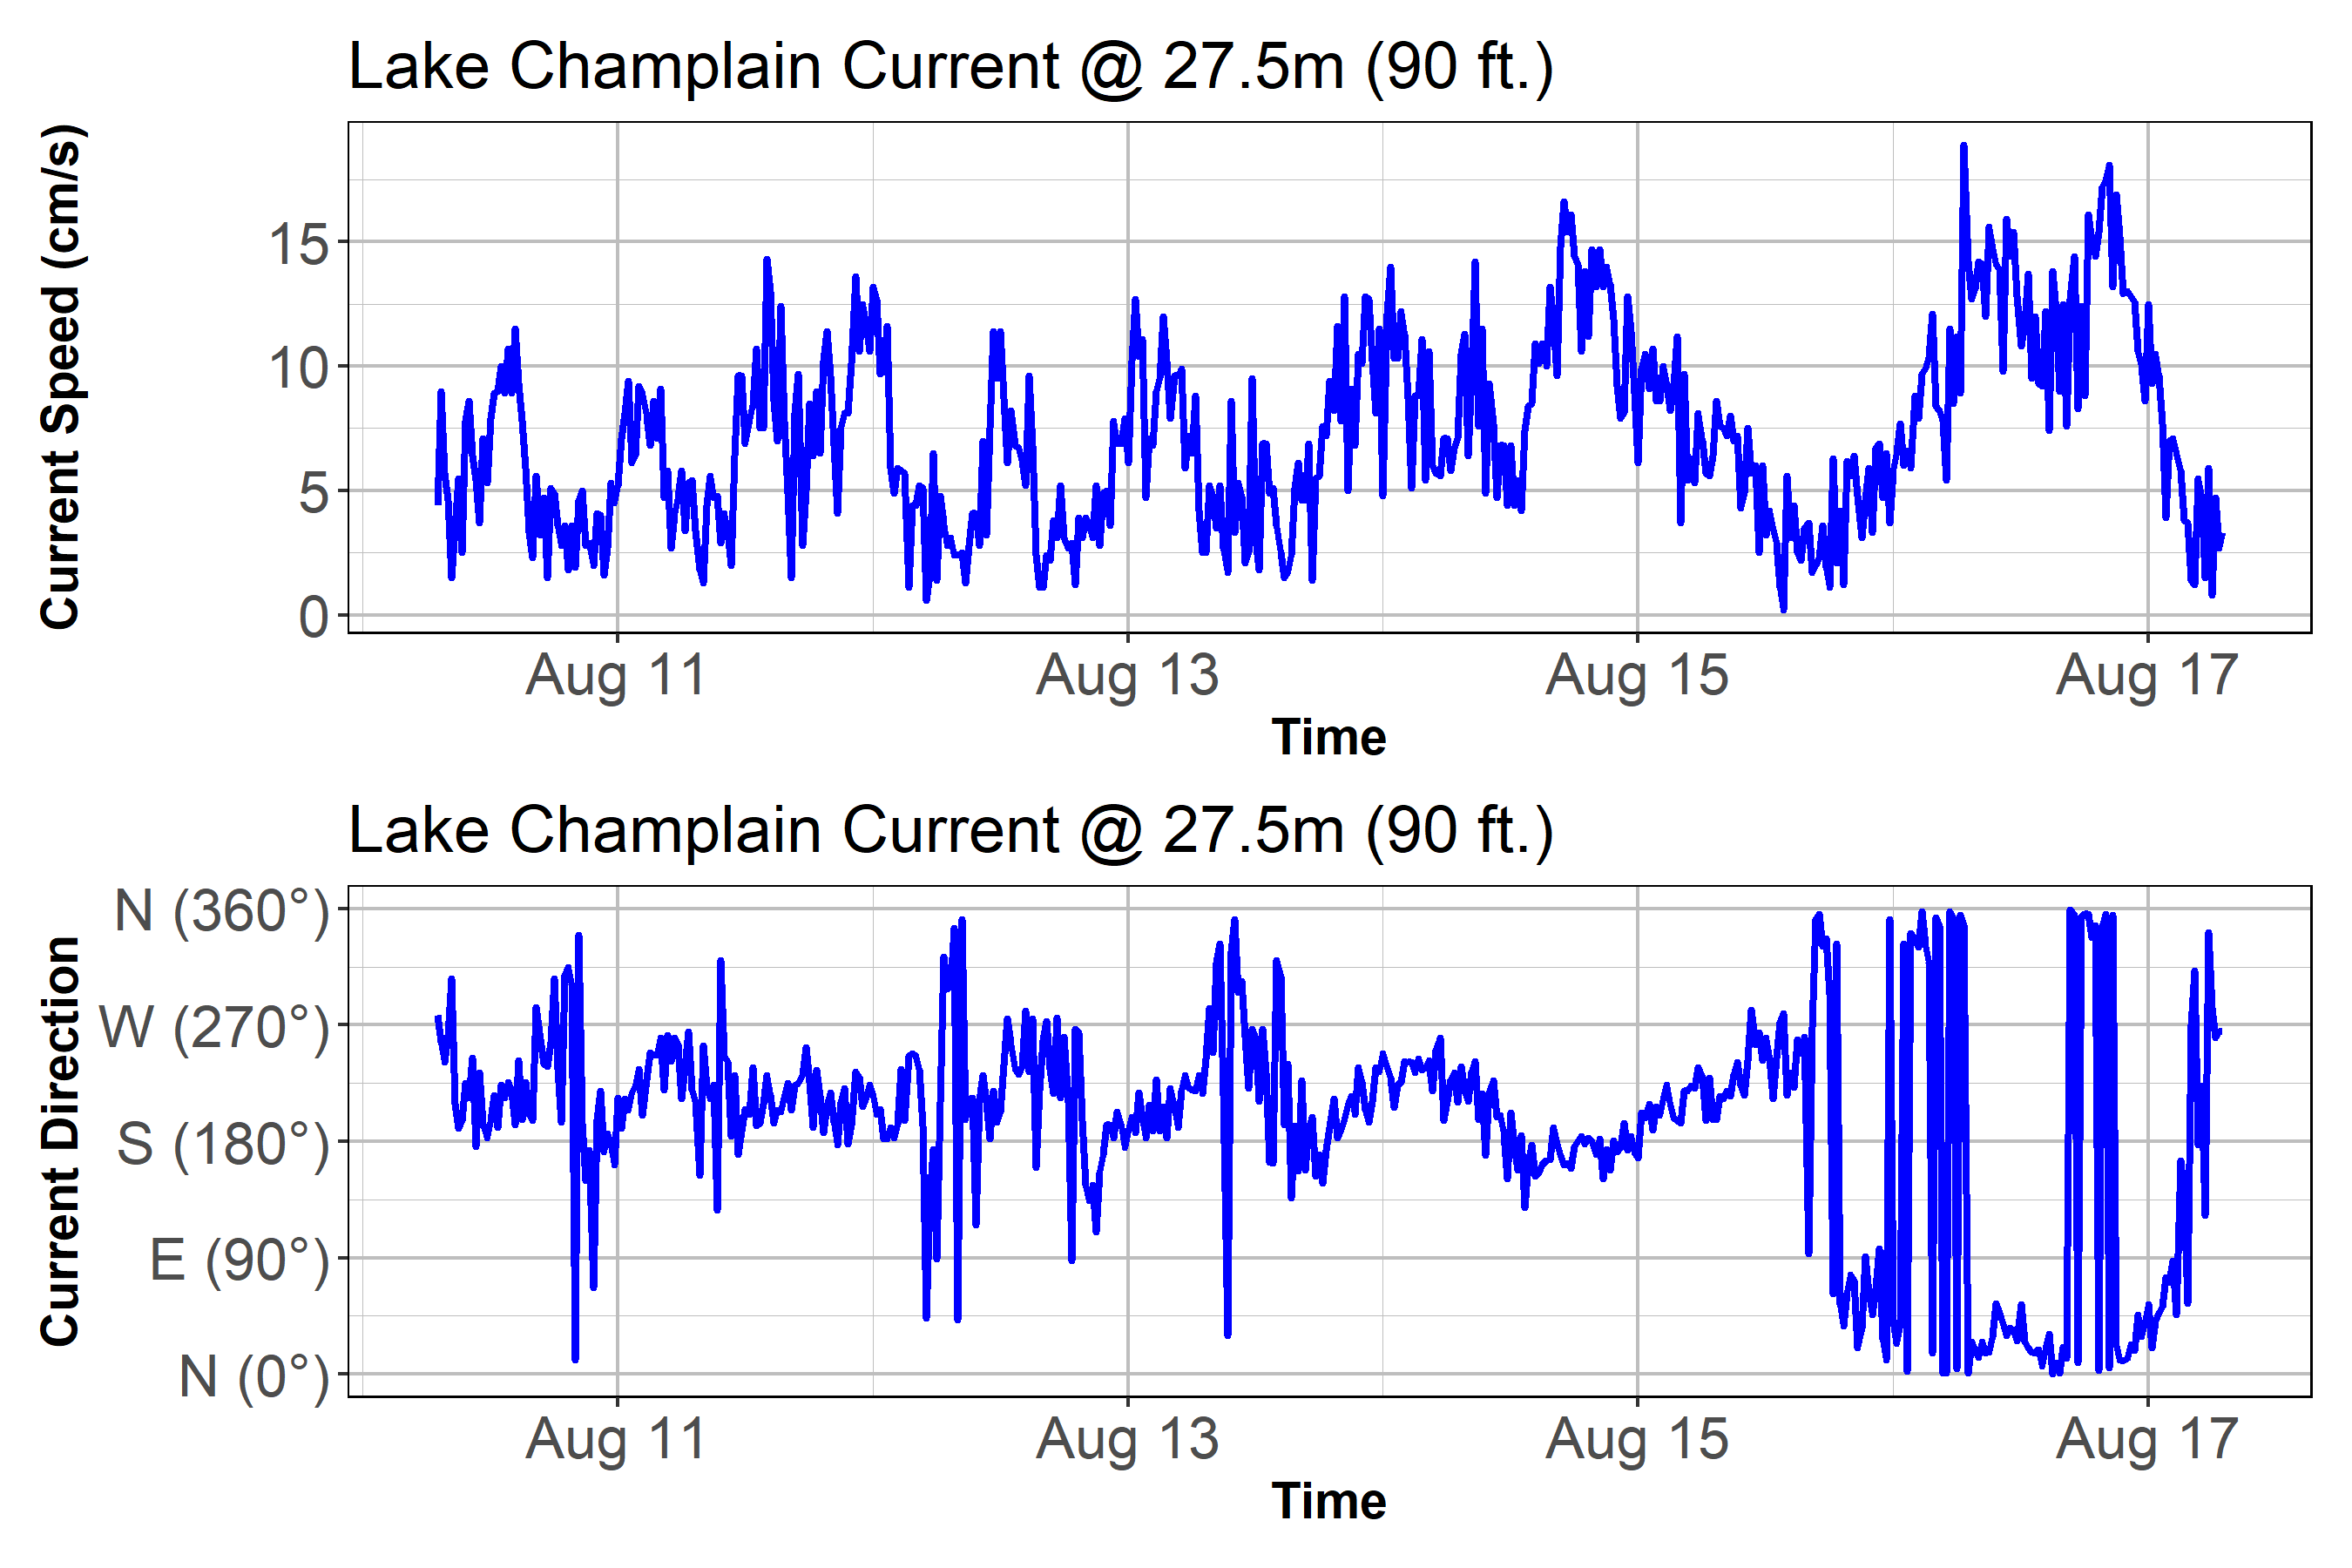 Lake Champlain Current @ 27.5m (90 ft.)
Current Speed (cm/s)
15
10
5
0
Aug 11 Aug 13 Aug 15 Aug 17
Time
Lake Champlain Current @ 27.5m (90 ft.)
Current Direction
N (360°)
W (270°)
S (180°)
E (90°)
N (0°)
Aug 11 Aug 13 Aug 15 Aug 17
Time